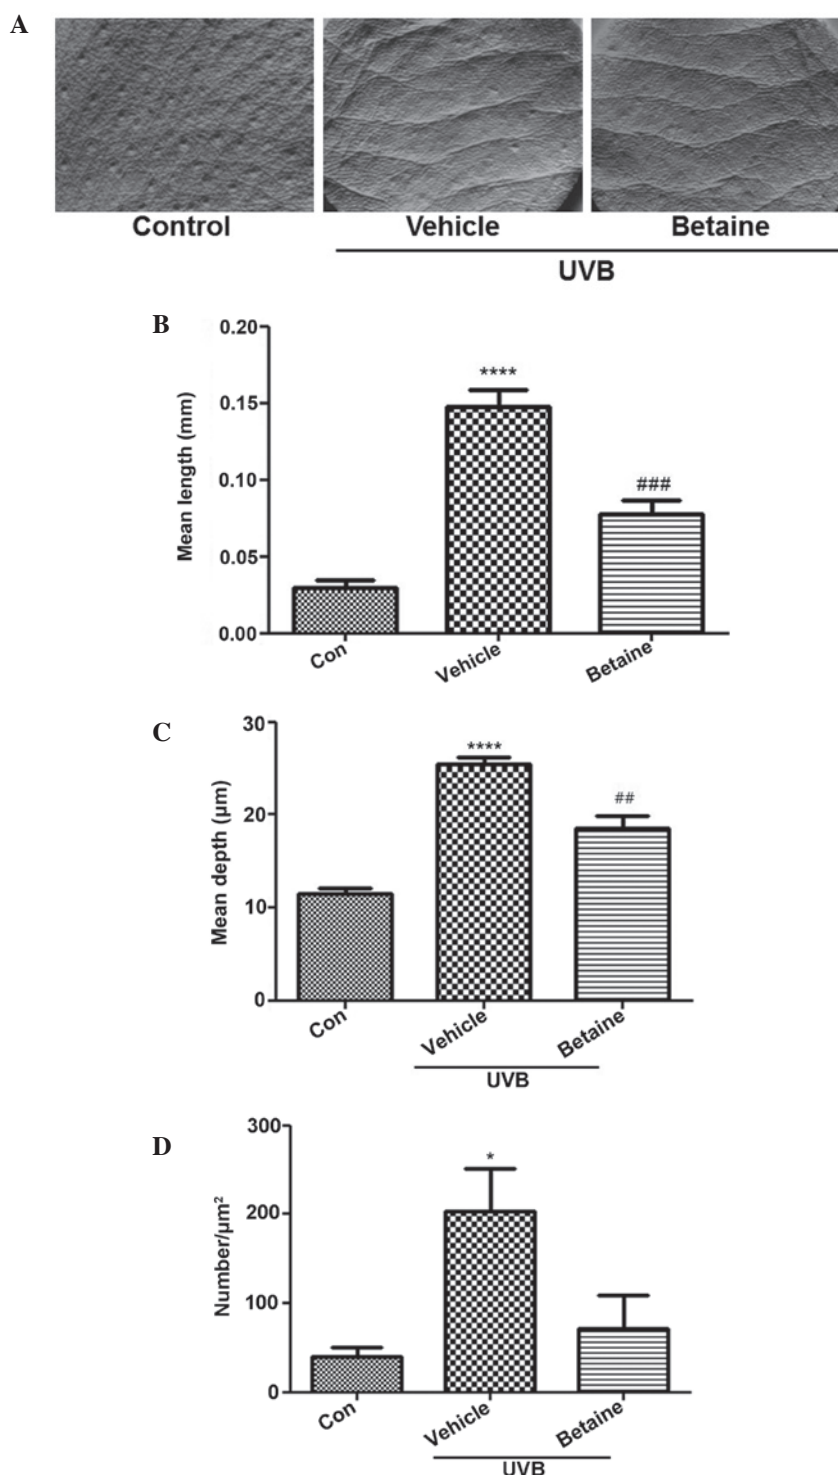 A
Control Vehicle Betaine
UVB
B
Mean length (mm)
0.20
0.15
0.10
0.05
0.00
****
###
Con Vehicle Betaine
C
Mean depth (µm)
30
20
10
0
****
##
Con Vehicle Betaine
UVB
D
Number/µm²
300
200
100
0
*
Con Vehicle Betaine
UVB